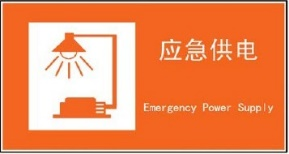 应急供电
Emergency Power Supply